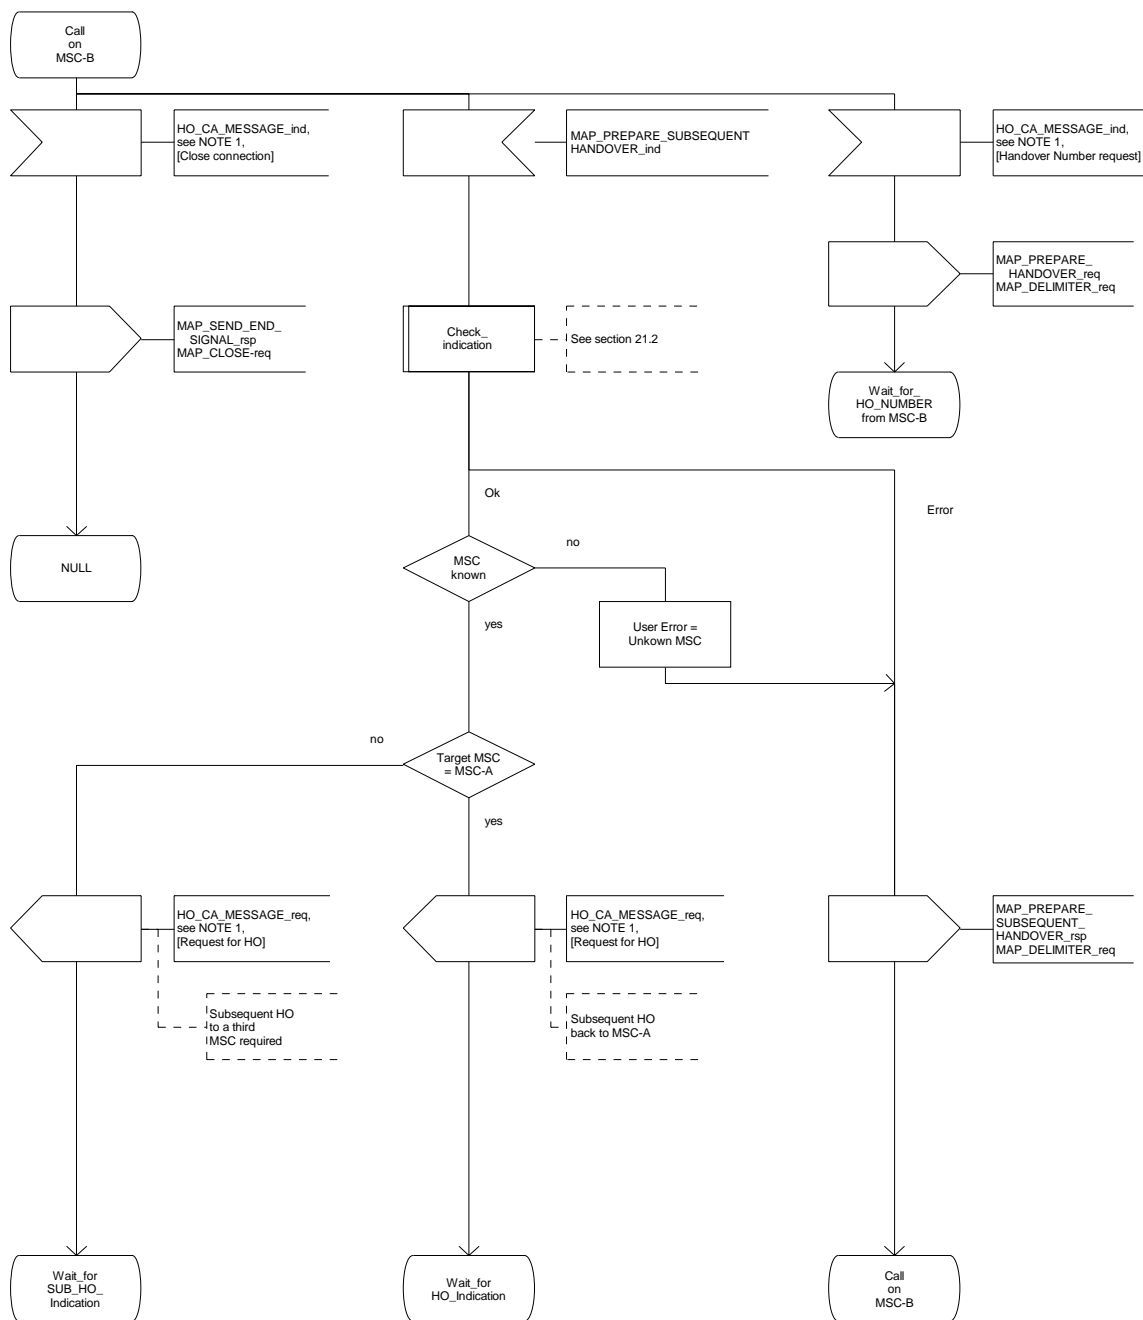 Call
on
MSC-B
HO_CA_MESSAGE_ind,
see NOTE 1,
[Close connection]
MAP_PREPARE_SUBSEQUENT
HANDOVER_ind
HO_CA_MESSAGE_ind,
see NOTE 1,
[Handover Number request]
MAP_PREPARE_
HANDOVER_req
MAP_DELIMITER_req
MAP_SEND_END_
SIGNAL_rsp
MAP_CLOSE-req
Check_
indication
See section 21.2
Wait_for_
HO_NUMBER
from MSC-B
Ok
Error
NULL
MSC
known
no
yes
User Error =
Unkown MSC
no
Target MSC
= MSC-A
yes
HO_CA_MESSAGE_req,
see NOTE 1,
[Request for HO]
HO_CA_MESSAGE_req,
see NOTE 1,
[Request for HO]
MAP_PREPARE_
SUBSEQUENT_
HANDOVER_rsp
MAP_DELIMITER_req
Subsequent HO
to a third
MSC required
Subsequent HO
back to MSC-A
Wait_for
SUB_HO_
Indication
Wait_for
HO_Indication
Call
on
MSC-B